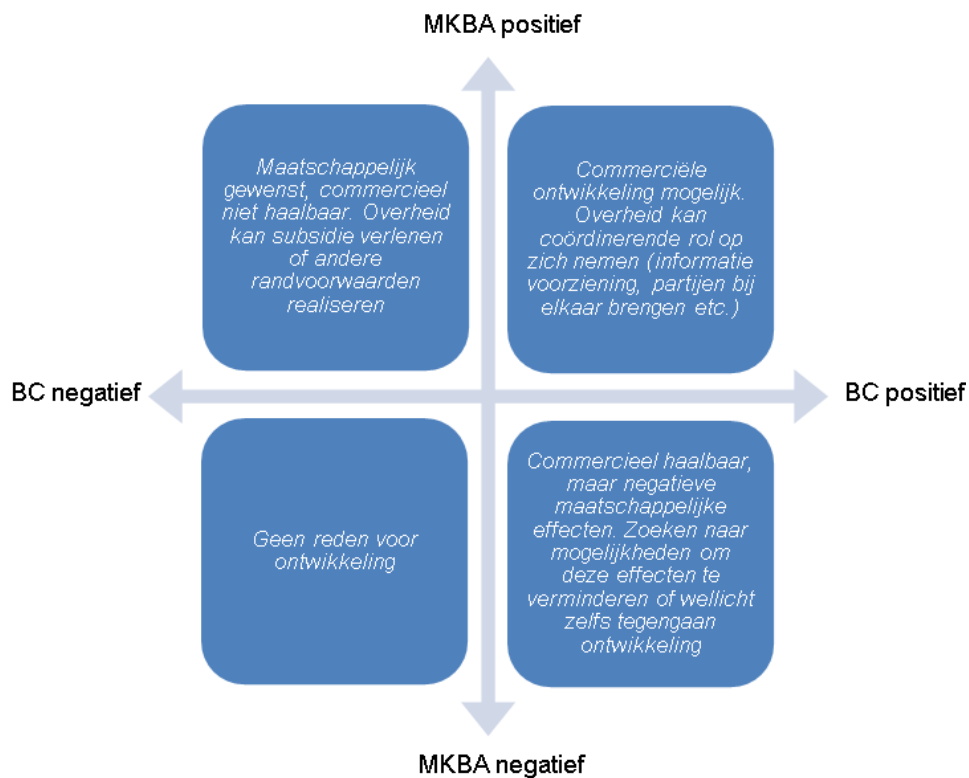 MKBA positief
Maatschappelijk
gewenst, commercieel
niet haalbaar. Overheid
kan subsidie verlenen
of andere
randvoorwaarden
realiseren
Commerciële
ontwikkeling mogelijk.
Overheid kan
coördinerende rol op
zich nemen (informatie
voorziening, partijen bij
elkaar brengen etc.)
BC negatief
BC positief
Geen reden voor
ontwikkeling
Commercieel haalbaar,
maar negatieve
maatschappelijke
effecten. Zoeken naar
mogelijkheden om
deze effecten te
verminderen of wellicht
zelfs tegengaan
ontwikkeling
MKBA negatief